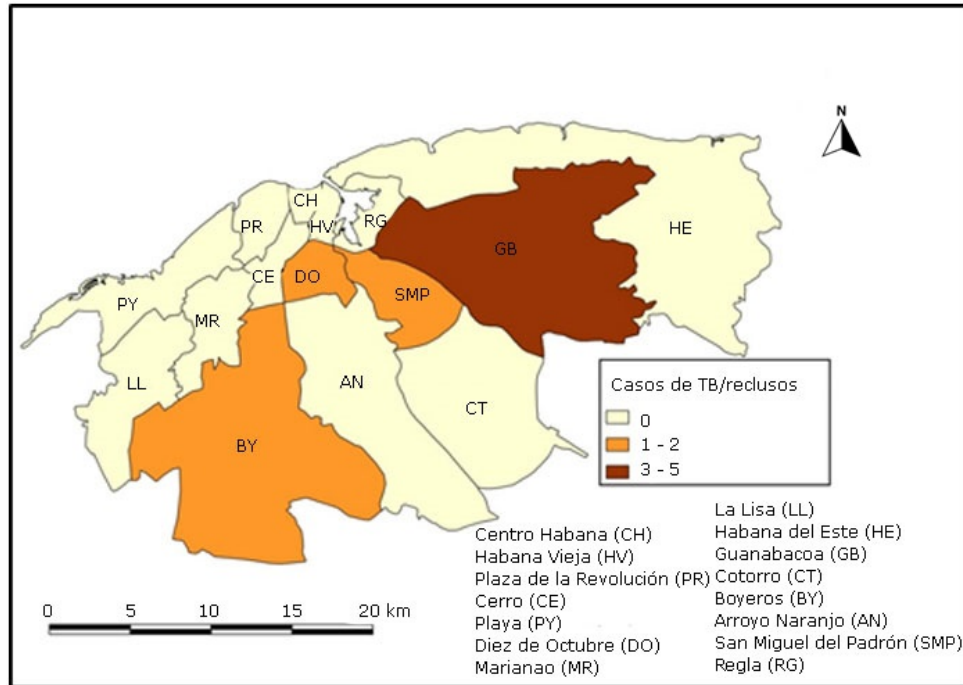 N
CH
PR
HV
RG
HE
GB
CE
DO
PY
SMP
MR
LL
AN
CT
BY
Casos de TB/reclusos
0
1 - 2
3 - 5
Centro Habana (CH)
Habana Vieja (HV)
Plaza de la Revolución (PR)
Cerro (CE)
Playa (PY)
Diez de Octubre (DO)
Marianao (MR)
La Lisa (LL)
Habana del Este (HE)
Guanabacoa (GB)
Cotorro (CT)
Boyeros (BY)
Arroyo Naranjo (AN)
San Miguel del Padrón (SMP)
Regla (RG)
0 5 10 15 20 km